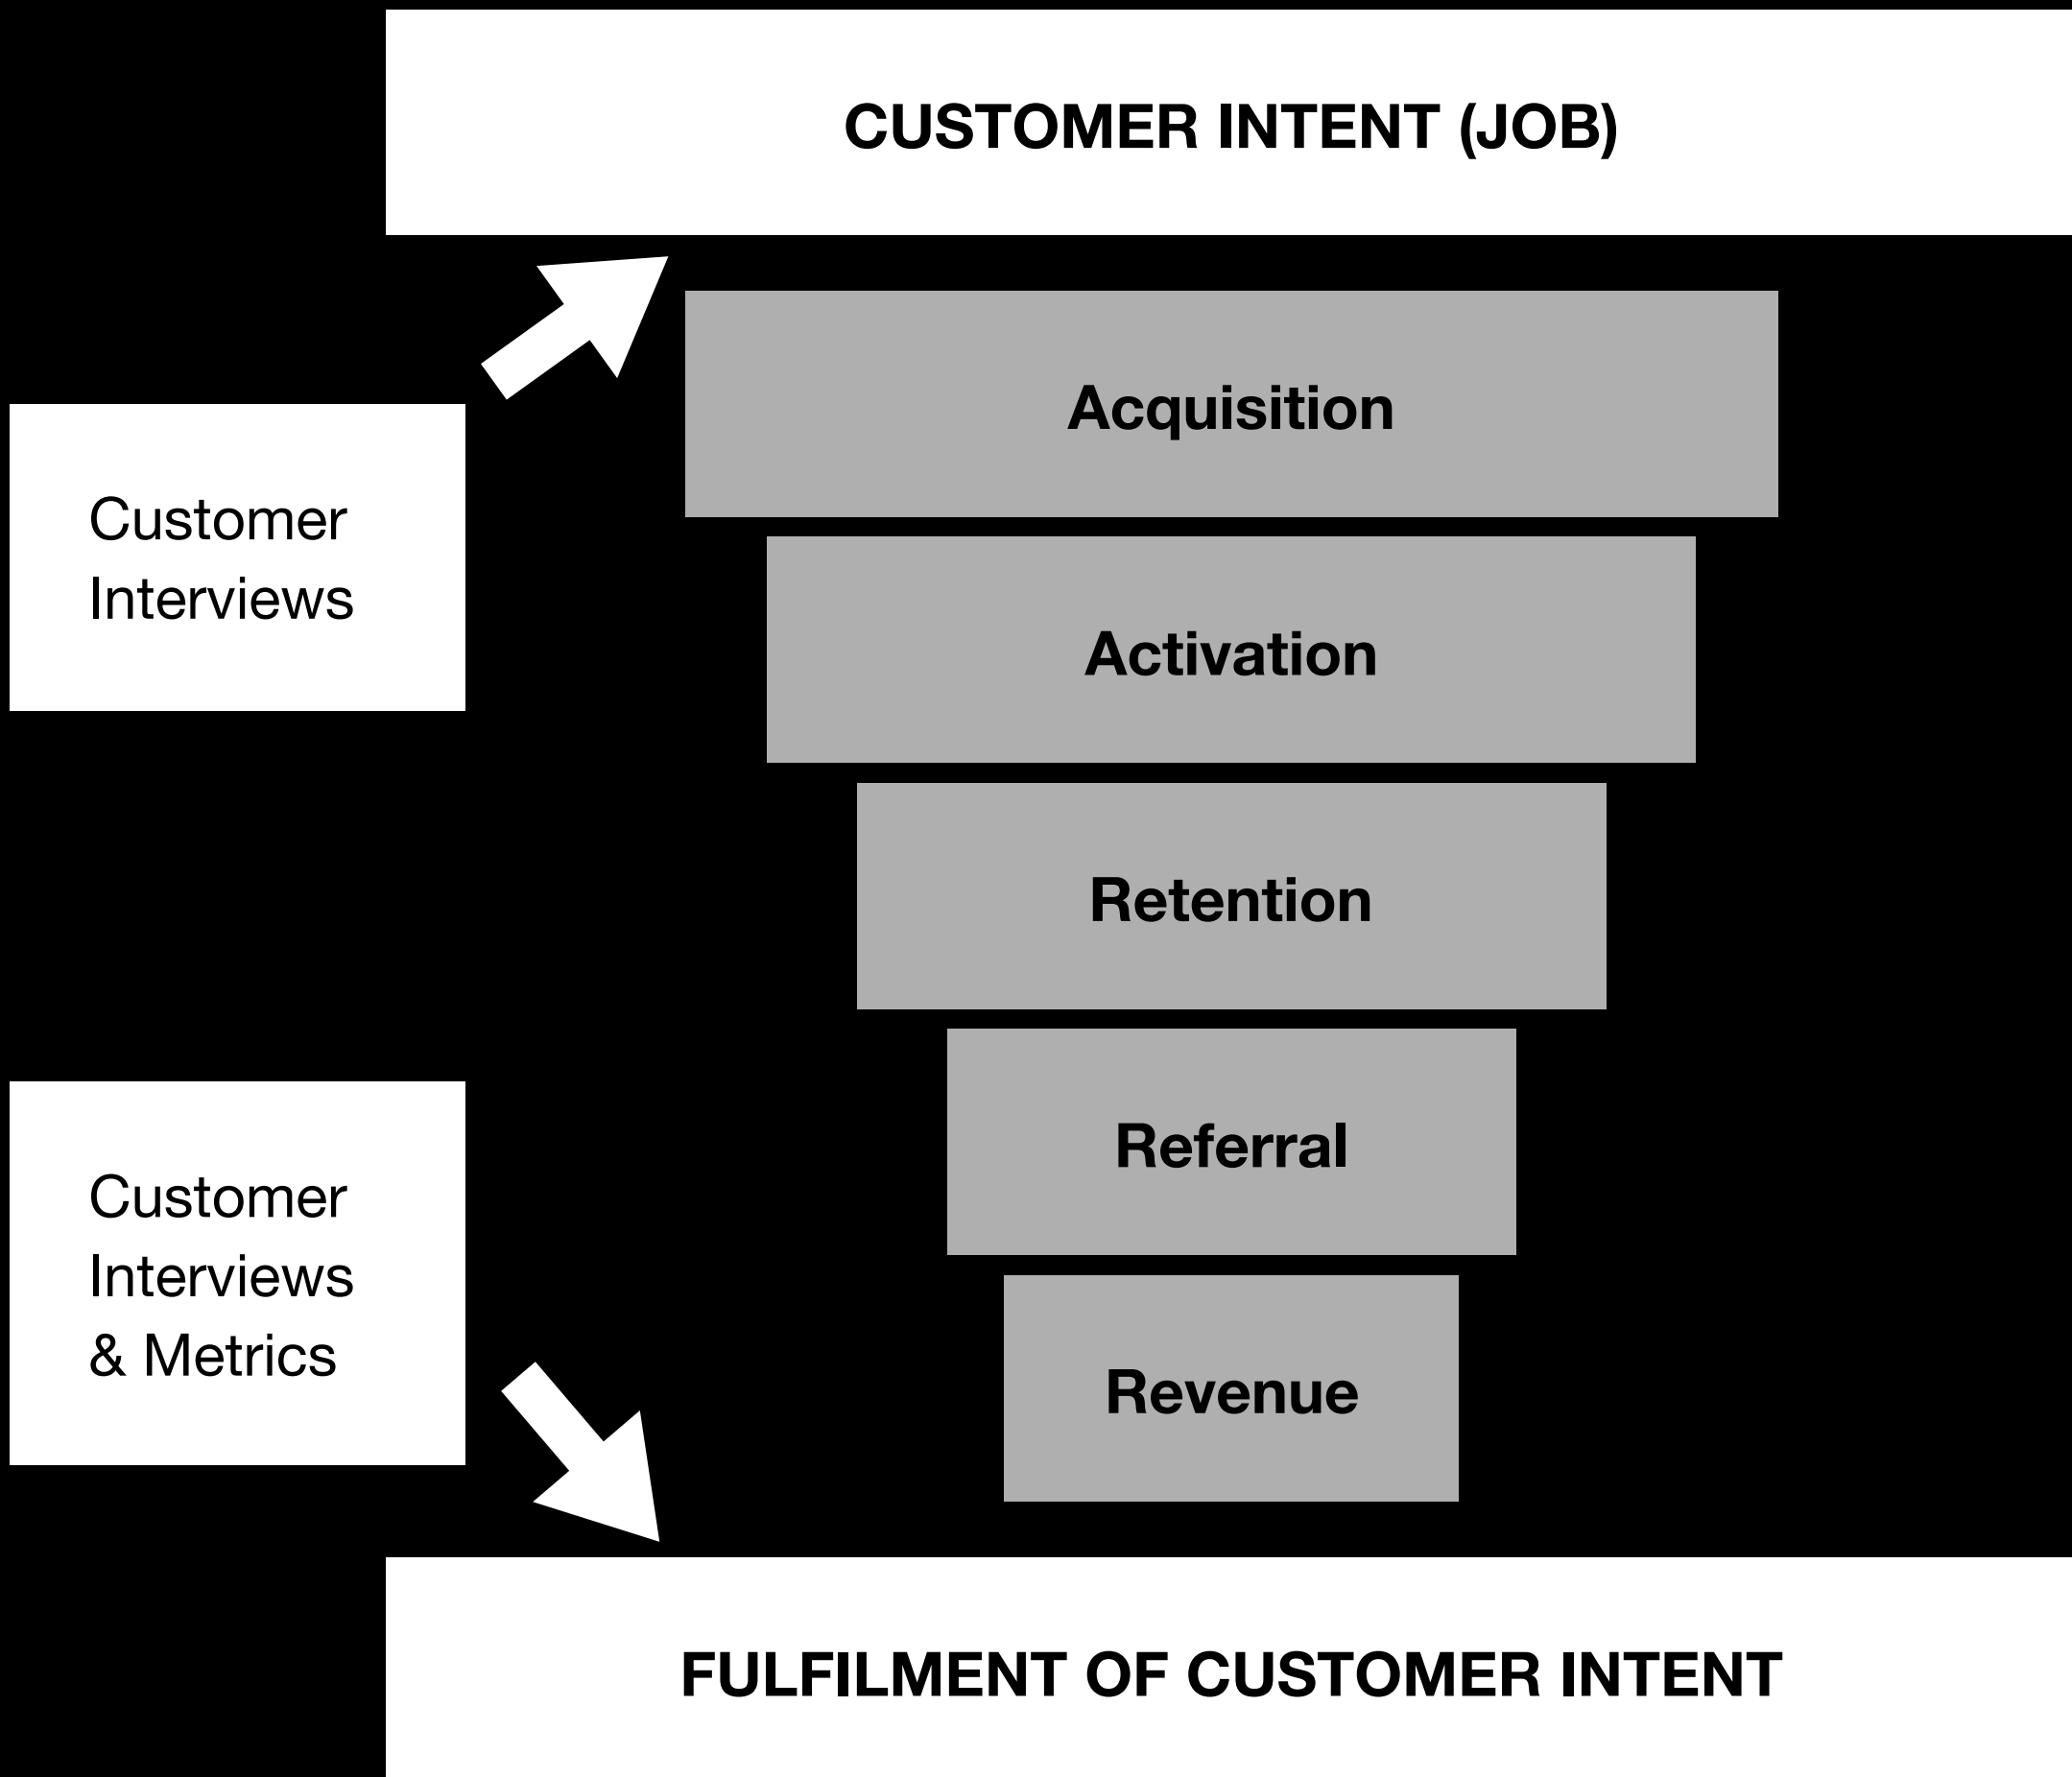 CUSTOMER INTENT (JOB)
Acquisition
Customer
Interviews
Activation
Retention
Referral
Customer
Interviews
& Metrics
Revenue
FULFILMENT OF CUSTOMER INTENT